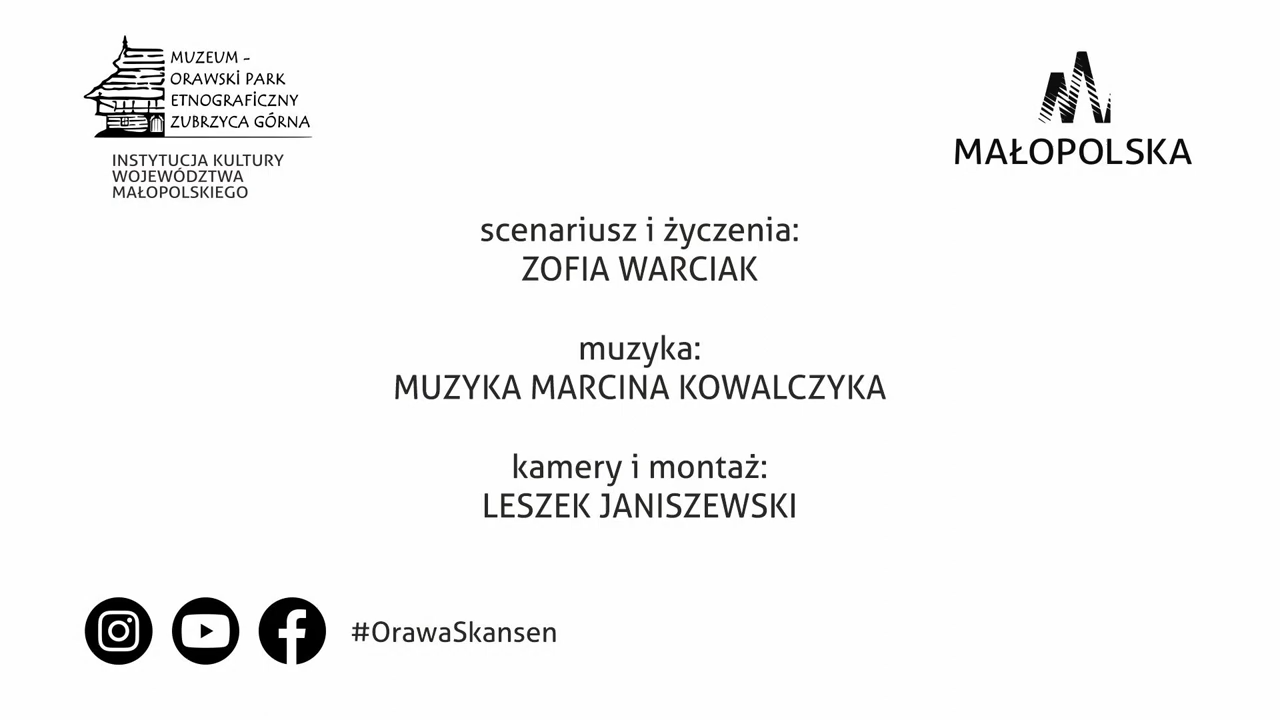 MUZEUM -
ORAWSKI PARK
ETNOGRAFICZNY
ZUBRZYCA GÓRNA
INSTYTUCJA KULTURY
WOJEWÓDZTWA
MAŁOPOLSKIEGO
MAŁOPOLSKA
scenariusz i życzenia:
ZOFIA WARCIAK
muzyka:
MUZYKA MARCINA KOWALCZYKA
kamery i montaż:
LESZEK JANISZEWSKI
#OrawaSkansen